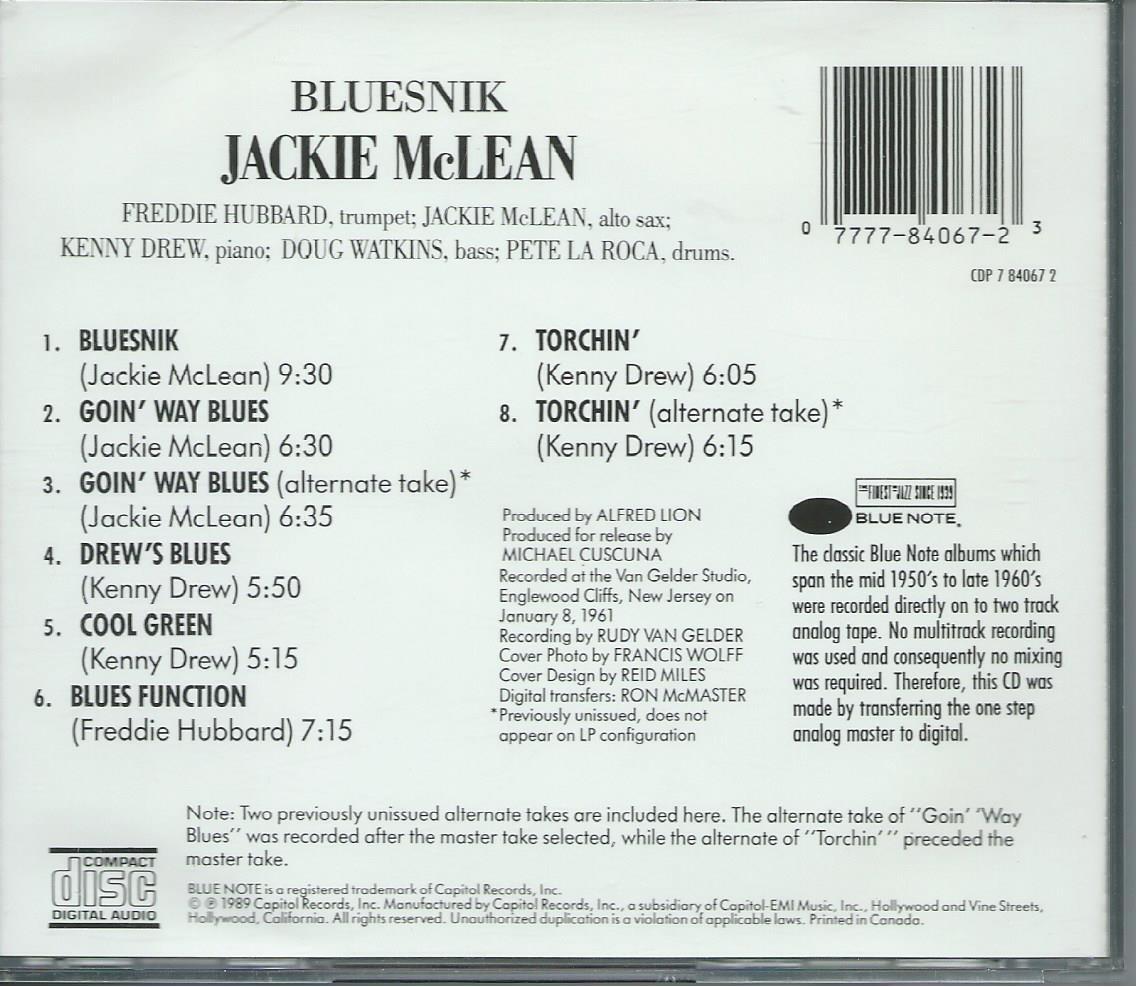 BLUESNIK
JACKIE McLEAN
FREDDIE HUBBARD, trumpet; JACKIE McLEAN, alto sax;
KENNY DREW, piano; DOUG WATKINS, bass; PETE LA ROCA, drums.
0 7777-84067-2 3
CDP 7 84067 2
1. BLUESNIK
(Jackie McLean) 9:30
2. GOIN' WAY BLUES
(Jackie McLean) 6:30
3. GOIN' WAY BLUES (alternate take)*
(Jackie McLean) 6:35
4. DREW'S BLUES
(Kenny Drew) 5:50
5. COOL GREEN
(Kenny Drew) 5:15
6. BLUES FUNCTION
(Freddie Hubbard) 7:15
7. TORCHIN'
(Kenny Drew) 6:05
8. TORCHIN' (alternate take)*
(Kenny Drew) 6:15
Produced by ALFRED LION
Produced for release by
MICHAEL CUSCUNA
Recorded at the Van Gelder Studio,
Englewood Cliffs, New Jersey on
January 8, 1961
Recording by RUDY VAN GELDER
Cover Photo by FRANCIS WOLFF
Cover Design by REID MILES
Digital transfers: RON McMASTER
*Previously unissued, does not
appear on LP configuration
THE FINEST IN JAZZ SINCE 1939
BLUE NOTE.
The classic Blue Note albums which
span the mid 1950's to late 1960's
were recorded directly on to two track
analog tape. No multitrack recording
was used and consequently no mixing
was required. Therefore, this CD was
made by transferring the one step
analog master to digital.
Note: Two previously unissued alternate takes are included here. The alternate take of "Goin' 'Way
Blues" was recorded after the master take selected, while the alternate of "Torchin'" preceded the
master take.
COMPACT
disc
DIGITAL AUDIO
BLUE NOTE is a registered trademark of Capitol Records, Inc.
© ℗ 1989 Capitol Records, Inc. Manufactured by Capitol Records, Inc., a subsidiary of Capitol-EMI Music, Inc., Hollywood and Vine Streets,
Hollywood, California. All rights reserved. Unauthorized duplication is a violation of applicable laws. Printed in Canada.